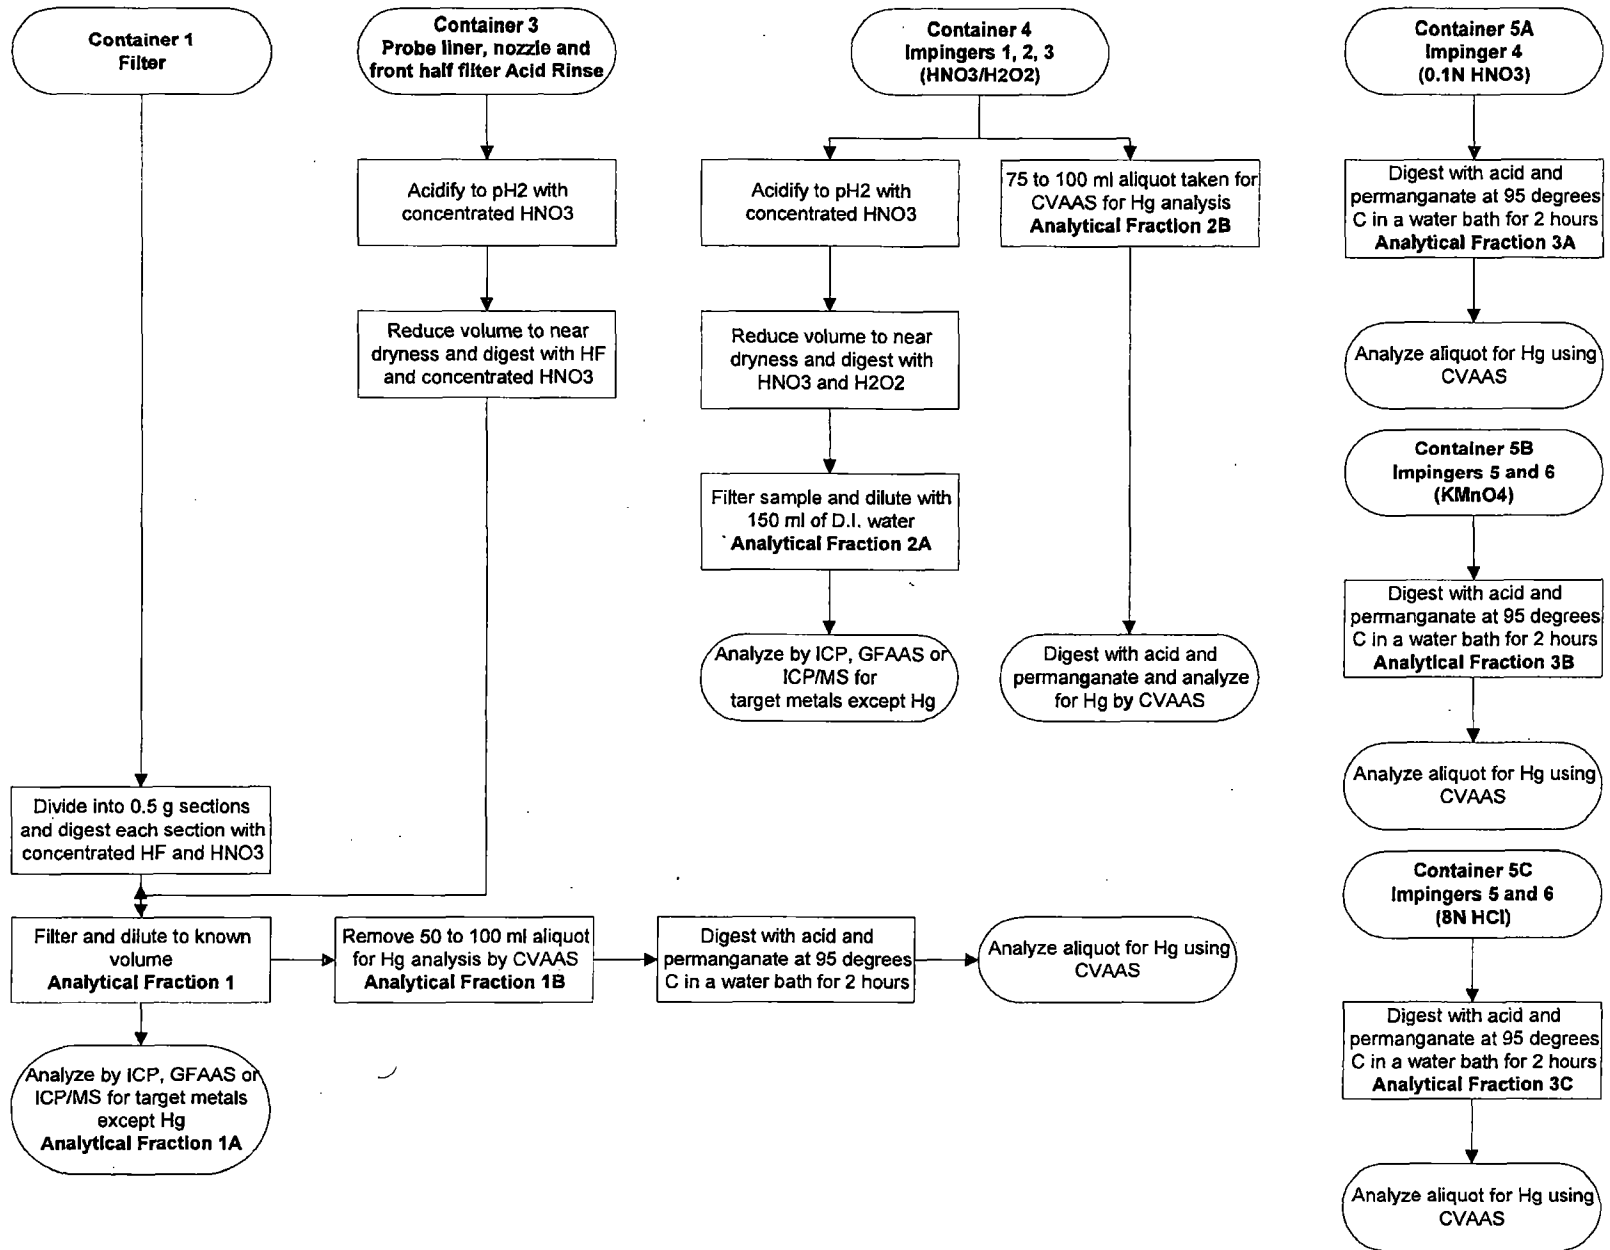 Container 1
Filter
Container 3
Probe liner, nozzle and
front half filter Acid Rinse
Container 4
Impingers 1, 2, 3
(HNO3/H2O2)
Container 5A
Impinger 4
(0.1N HNO3)
Acidify to pH2 with
concentrated HNO3
Acidify to pH2 with
concentrated HNO3
75 to 100 ml aliquot taken for
CVAAS for Hg analysis
Analytical Fraction 2B
Digest with acid and
permanganate at 95 degrees
C in a water bath for 2 hours
Analytical Fraction 3A
Reduce volume to near
dryness and digest with HF
and concentrated HNO3
Reduce volume to near
dryness and digest with
HNO3 and H2O2
Analyze aliquot for Hg using
CVAAS
Container 5B
Impingers 5 and 6
(KMnO4)
Filter sample and dilute with
150 ml of D.I. water
Analytical Fraction 2A
Digest with acid and
permanganate at 95 degrees
C in a water bath for 2 hours
Analytical Fraction 3B
Analyze by ICP, GFAAS or
ICP/MS for
target metals except Hg
Digest with acid and
permanganate and analyze
for Hg by CVAAS
Analyze aliquot for Hg using
CVAAS
Divide into 0.5 g sections
and digest each section with
concentrated HF and HNO3
Container 5C
Impingers 5 and 6
(8N HCl)
Filter and dilute to known
volume
Analytical Fraction 1
Remove 50 to 100 ml aliquot
for Hg analysis by CVAAS
Analytical Fraction 1B
Digest with acid and
permanganate at 95 degrees
C in a water bath for 2 hours
Analyze aliquot for Hg using
CVAAS
Digest with acid and
permanganate at 95 degrees
C in a water bath for 2 hours
Analytical Fraction 3C
Analyze by ICP, GFAAS or
ICP/MS for target metals
except Hg
Analytical Fraction 1A
Analyze aliquot for Hg using
CVAAS